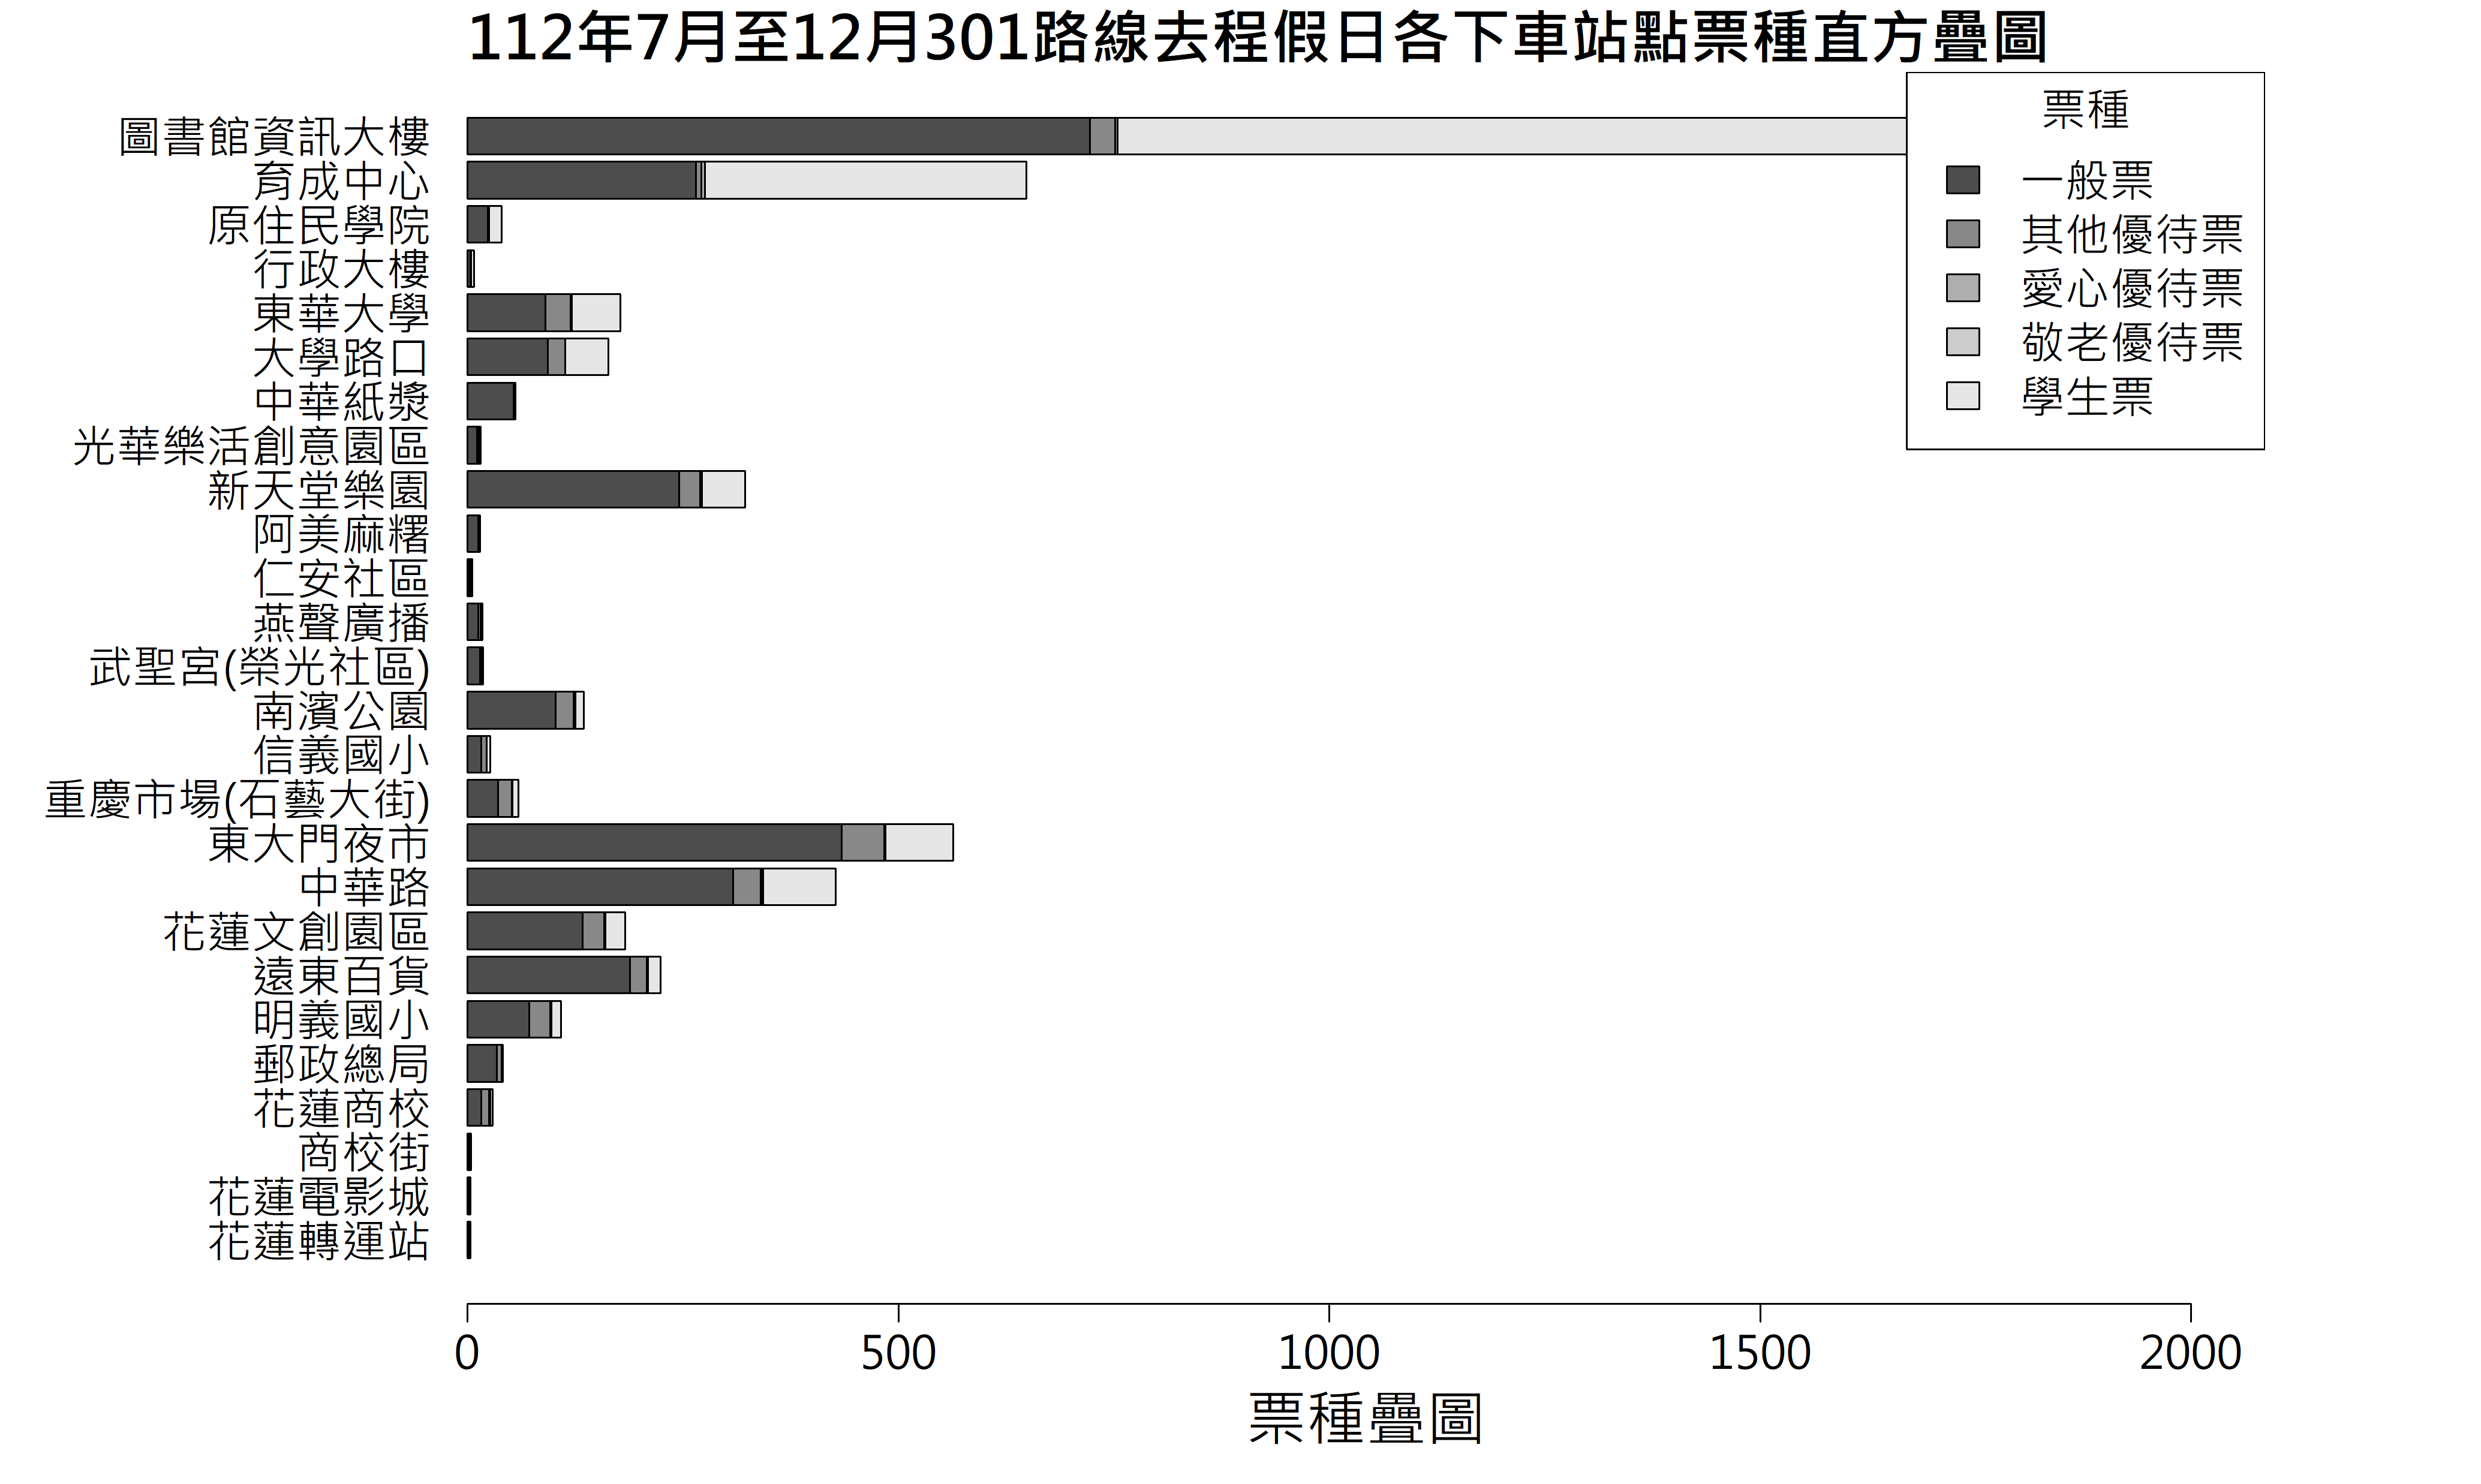 112年7月至12月301路線去程假日各下車站點票種直方疊圖
票種
一般票
其他優待票
愛心優待票
敬老優待票
學生票
圖書館資訊大樓
育成中心
原住民學院
行政大樓
東華大學
大學路口
中華紙漿
光華樂活創意園區
新天堂樂園
阿美麻糬
仁安社區
燕聲廣播
武聖宮(榮光社區)
南濱公園
信義國小
重慶市場(石藝大街)
東大門夜市
中華路
花蓮文創園區
遠東百貨
明義國小
郵政總局
花蓮商校
商校街
花蓮電影城
花蓮轉運站
0 500 1000 1500 2000
票種疊圖